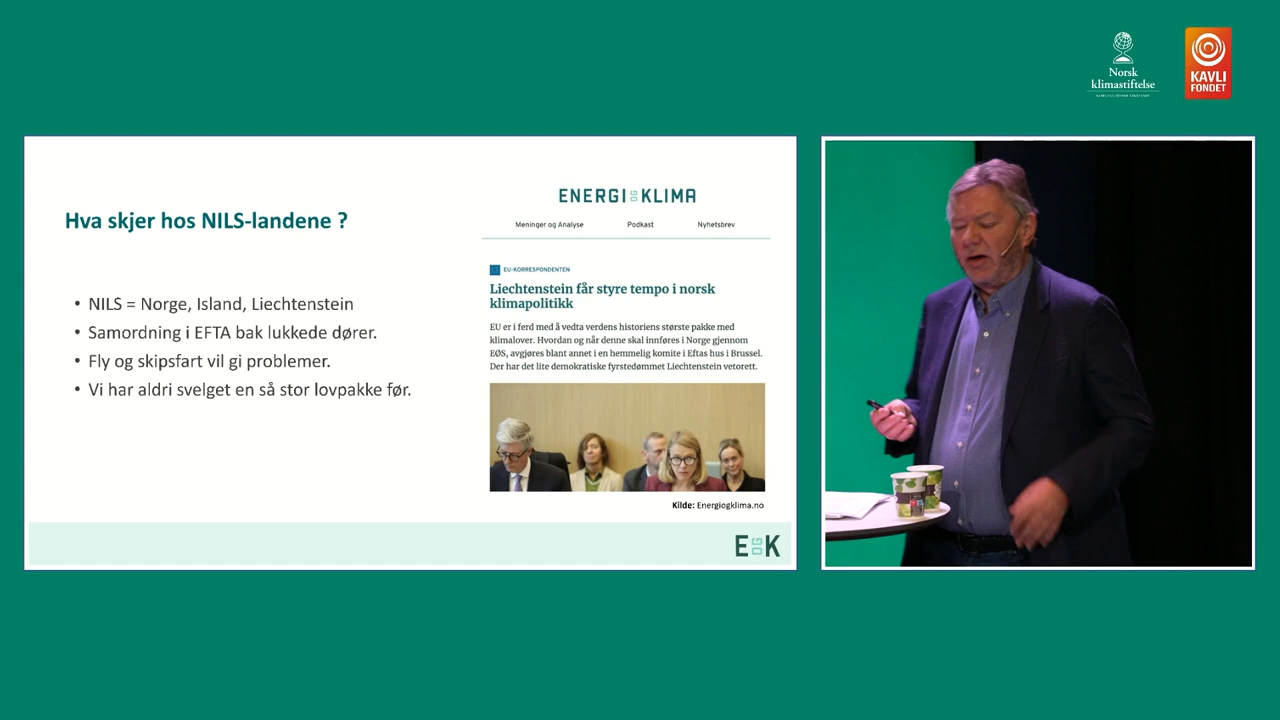 Norsk
klimastiftelse
KAVLI
FONDET
Hva skjer hos NILS-landene ?
• NILS = Norge, Island, Liechtenstein
• Samordning i EFTA bak lukkede dører.
• Fly og skipsfart vil gi problemer.
• Vi har aldri svelget en så stor lovpakke før.
ENERGI OG KLIMA
Meninger og Analyse Podkast Nyhetsbrev
EU-KORRESPONDENTEN
Liechtenstein får styre tempo i norsk
klimapolitikk
EU er i ferd med å vedta verdens historiens største pakke med
klimalover. Hvordan og når denne skal innføres i Norge gjennom
EØS, avgjøres blant annet i en hemmelig komite i Eftas hus i Brussel.
Der har det lite demokratiske fyrstedømmet Liechtenstein vetorett.
Kilde: Energiogklima.no
E OG K